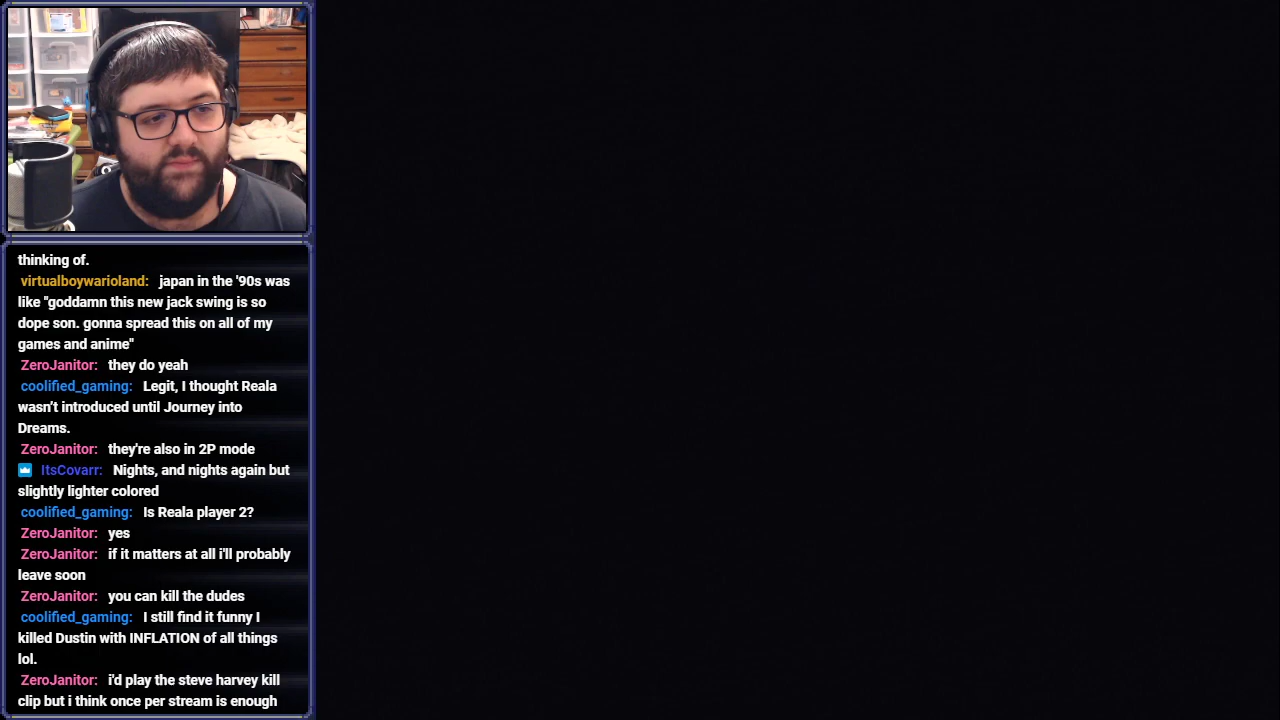 thinking of.
virtualboywarioland: japan in the '90s was
like "goddamn this new jack swing is so
dope son. gonna spread this on all of my
games and anime"
ZeroJanitor: they do yeah
coolified_gaming: Legit, I thought Reala
wasn't introduced until Journey into
Dreams.
ZeroJanitor: they're also in 2P mode
ItsCovarr: Nights, and nights again but
slightly lighter colored
coolified_gaming: Is Reala player 2?
ZeroJanitor: yes
ZeroJanitor: if it matters at all i'll probably
leave soon
ZeroJanitor: you can kill the dudes
coolified_gaming: I still find it funny I
killed Dustin with INFLATION of all things
lol.
ZeroJanitor: i'd play the steve harvey kill
clip but i think once per stream is enough